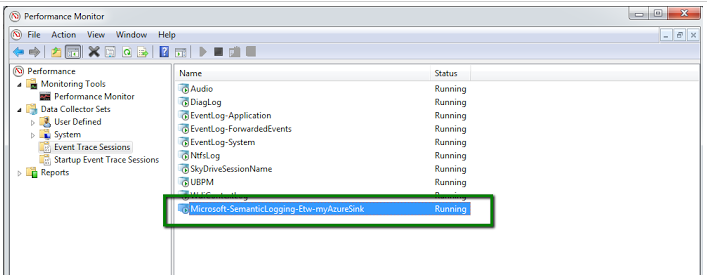 Performance Monitor
File Action View Window Help
Performance
Monitoring Tools
Performance Monitor
Data Collector Sets
User Defined
System
Event Trace Sessions
Startup Event Trace Sessions
Reports
Name Status
Audio Running
DiagLog Running
EventLog-Application Running
EventLog-ForwardedEvents Running
EventLog-System Running
NtfsLog Running
SkyDriveSessionName Running
UBPM Running
Microsoft-SemanticLogging-Etw-myAzureSink Running